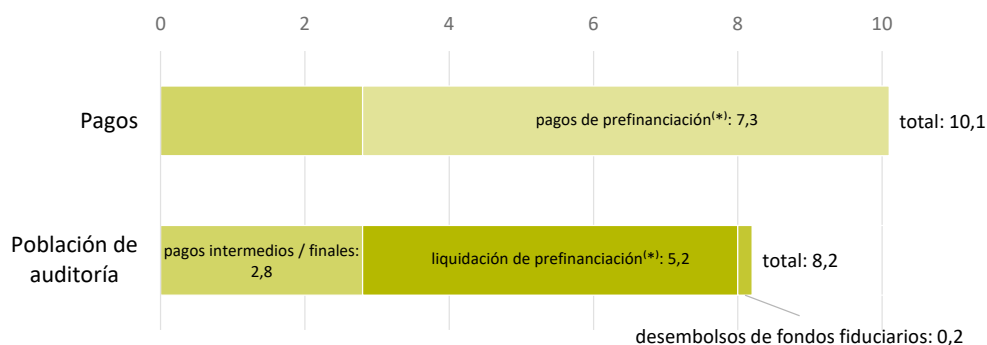 0 2 4 6 8 10
Pagos
pagos de prefinanciación(*): 7,3
total: 10,1
Población de
auditoría
pagos intermedios / finales:
2,8
liquidación de prefinanciación(*): 5,2
total: 8,2
desembolsos de fondos fiduciarios: 0,2